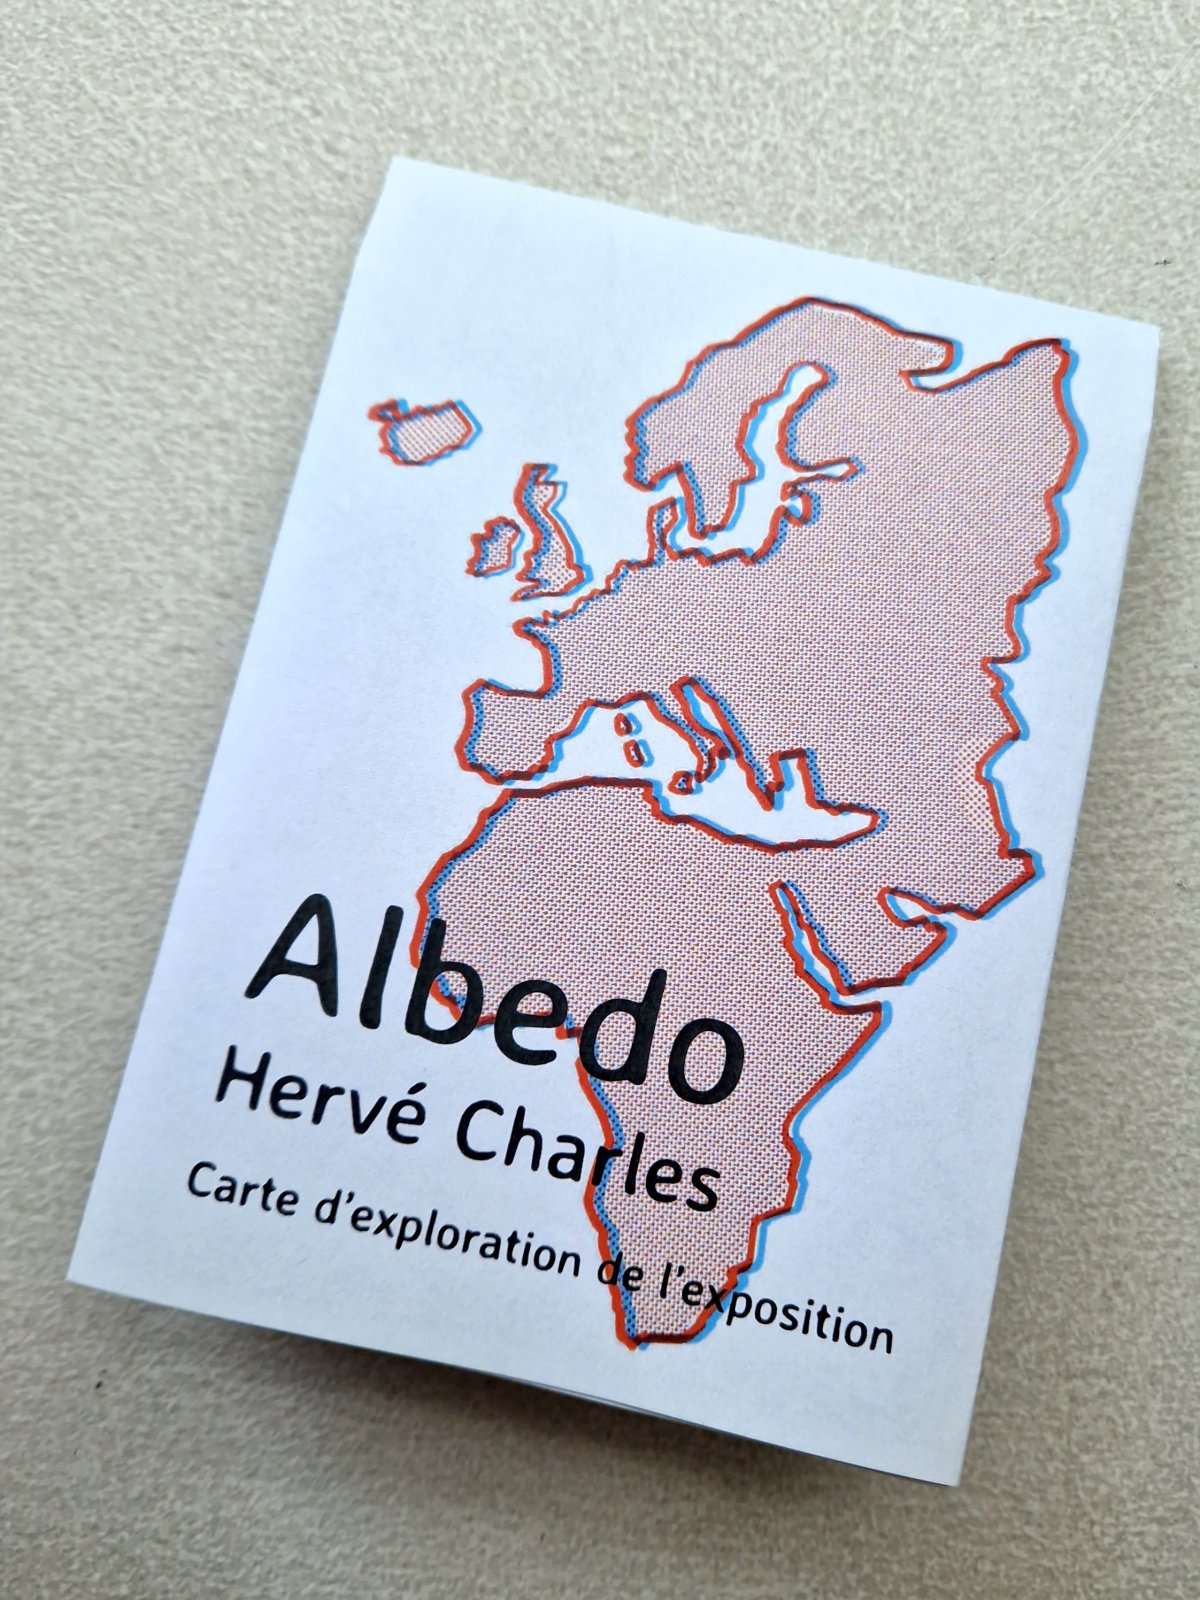 Albedo
Hervé Charles
Carte d'exploration de l'exposition